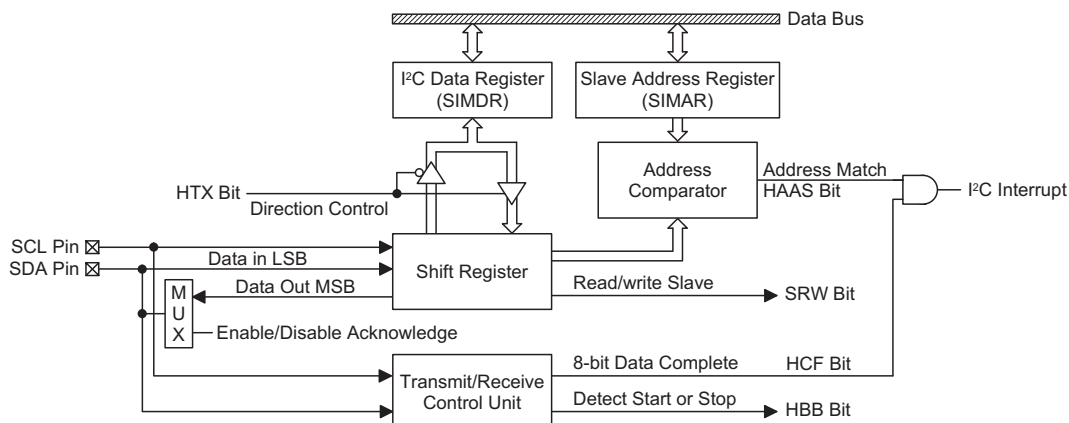 Data Bus
I²C Data Register
(SIMDR)
Slave Address Register
(SIMAR)
HTX Bit
Direction Control
Address
Comparator
Address Match
HAAS Bit
I²C Interrupt
SCL Pin
SDA Pin
Data in LSB
Shift Register
Data Out MSB
M
U
X
Enable/Disable Acknowledge
Read/write Slave
SRW Bit
Transmit/Receive
Control Unit
8-bit Data Complete
HCF Bit
Detect Start or Stop
HBB Bit